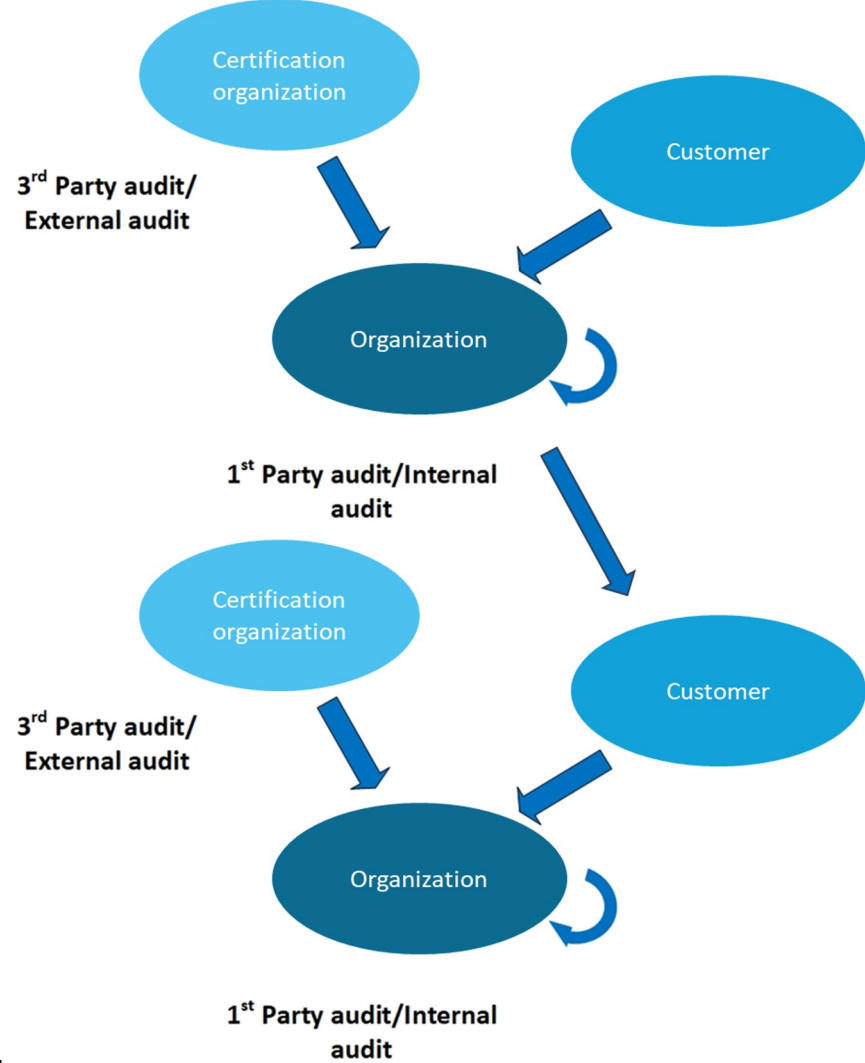 Certification
organization
Customer
3rd Party audit/
External audit
Organization
1st Party audit/Internal
audit
Certification
organization
Customer
3rd Party audit/
External audit
Organization
1st Party audit/Internal
audit